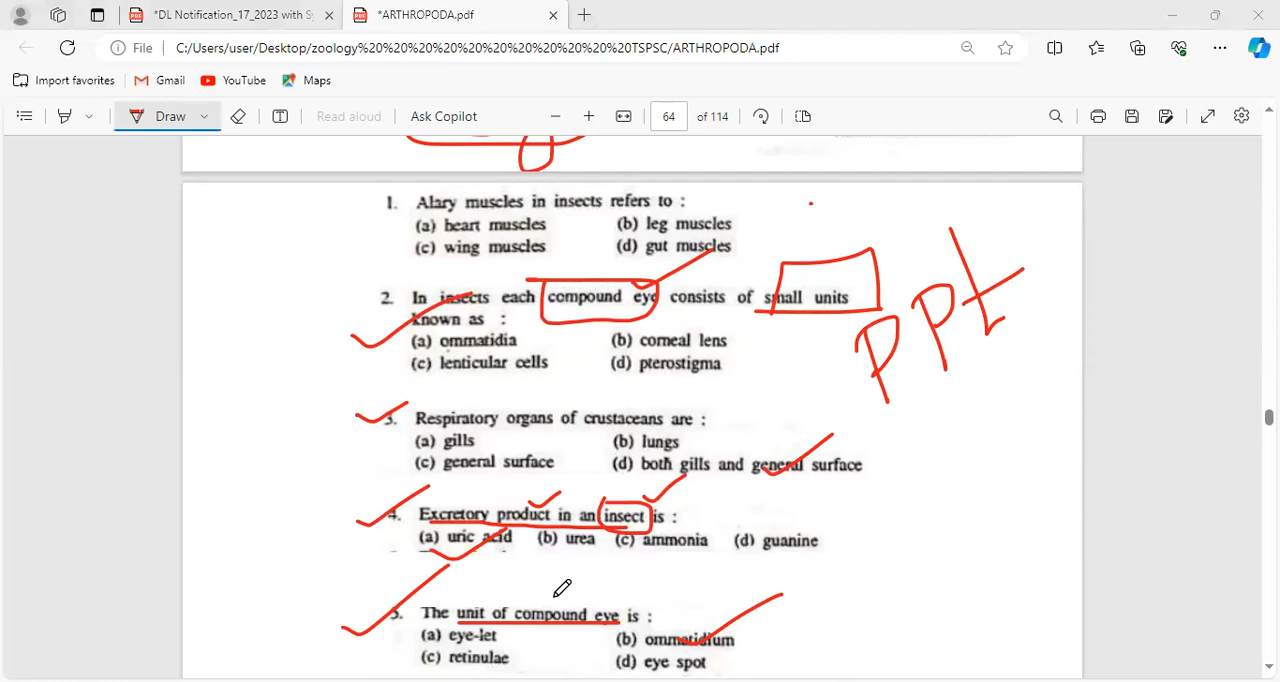 *DL Notification_17_2023 with Sy
*ARTHROPODA.pdf
File
C:/Users/user/Desktop/zoology%20%20%20%20%20%20%20%20%20%20TSPSC/ARTHROPODA.pdf
Import favorites
Gmail
YouTube
Maps
Draw
Read aloud
Ask Copilot
64
of 114
1. Alary muscles in insects refers to :
(a) heart muscles (b) leg muscles
(c) wing muscles (d) gut muscles
2. In insects each compound eye consists of small units
known as :
(a) ommatidia (b) corneal lens
(c) lenticular cells (d) pterostigma
PPt
3. Respiratory organs of crustaceans are :
(a) gills (b) lungs
(c) general surface (d) both gills and general surface
4. Excretory product in an insect is :
(a) uric acid (b) urea (c) ammonia (d) guanine
5. The unit of compound eye is :
(a) eye-let (b) ommatidium
(c) retinulae (d) eye spot